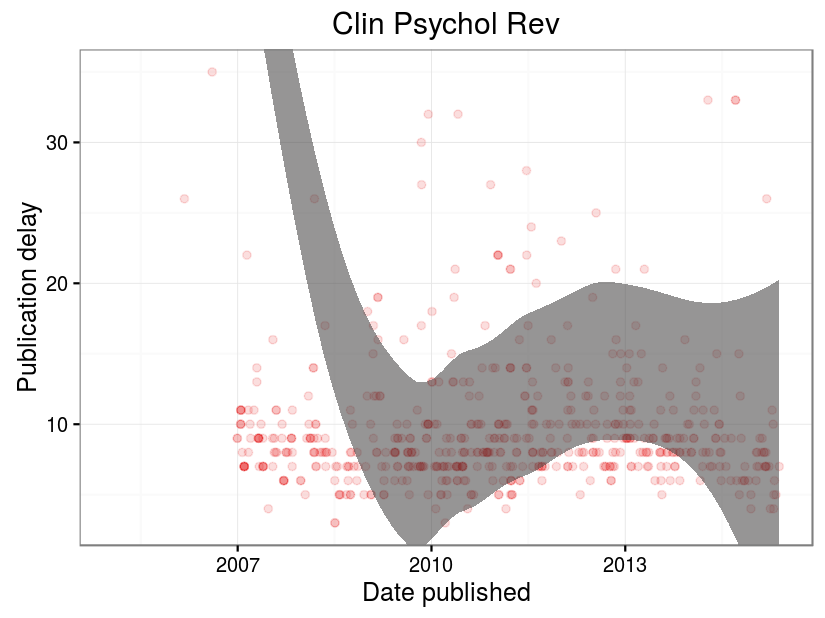 Clin Psychol Rev
Publication delay
30
20
10
2007 2010 2013
Date published